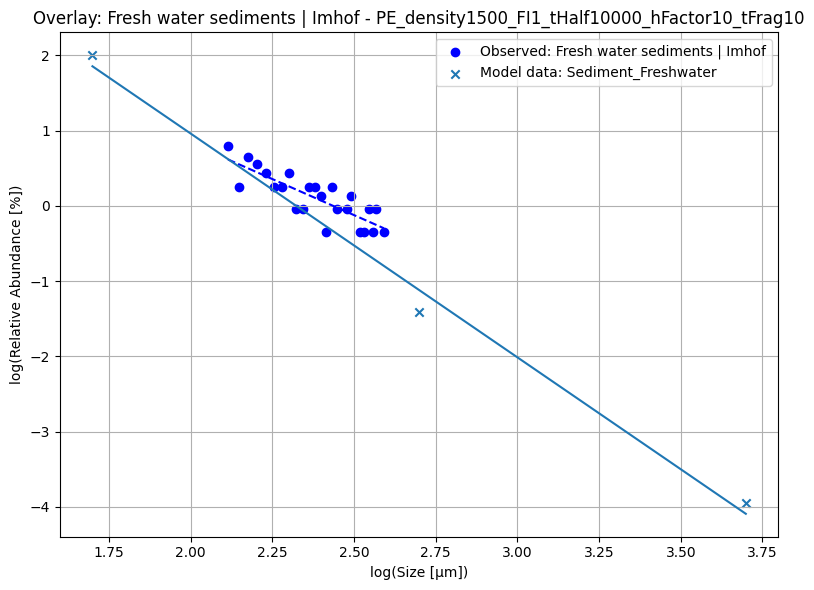 Overlay: Fresh water sediments | Imhof - PE_density1500_FI1_tHalf10000_hFactor10_tFrag10
Observed: Fresh water sediments | Imhof
Model data: Sediment_Freshwater
log(Relative Abundance [%])
2
1
0
−1
−2
−3
−4
1.75 2.00 2.25 2.50 2.75 3.00 3.25 3.50 3.75
log(Size [μm])